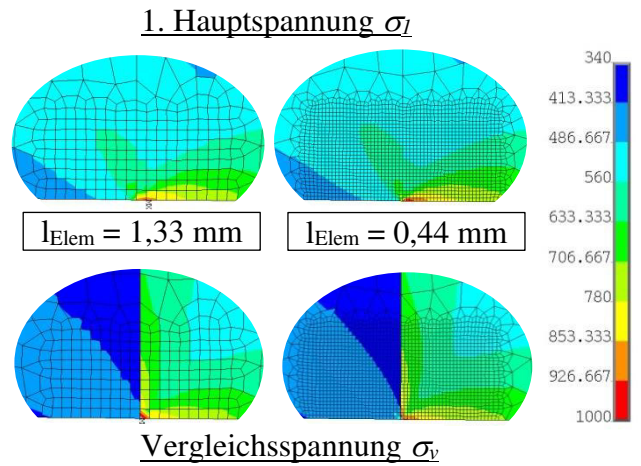 1. Hauptspannung σ1
lElem = 1,33 mm
lElem = 0,44 mm
Vergleichsspannung σv
340
413.333
486.667
560
633.333
706.667
780
853.333
926.667
1000